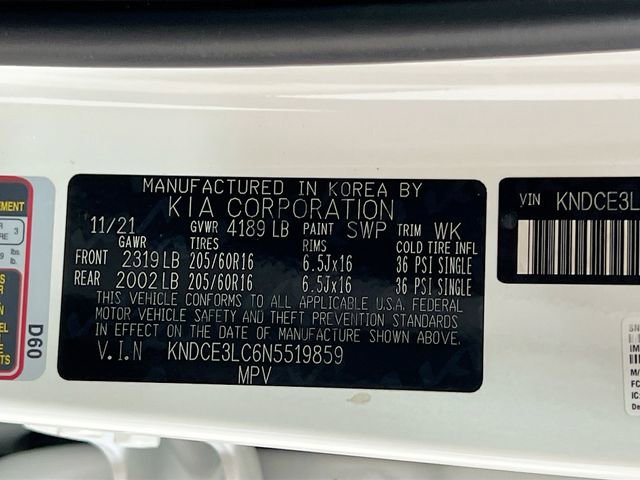 MANUFACTURED IN KOREA BY
KIA CORPORATION
11/21 GVWR 4189 LB PAINT SWP TRIM WK
GAWR TIRES RIMS COLD TIRE INFL
FRONT 2319 LB 205/60R16 6.5Jx16 36 PSI SINGLE
REAR 2002 LB 205/60R16 6.5Jx16 36 PSI SINGLE
THIS VEHICLE CONFORMS TO ALL APPLICABLE U.S.A. FEDERAL
MOTOR VEHICLE SAFETY AND THEFT PREVENTION STANDARDS
IN EFFECT ON THE DATE OF MANUFACTURE SHOWN ABOVE.
V.I.N KNDCE3LC6N5519859
MPV
D60
VIN KNDCE3L